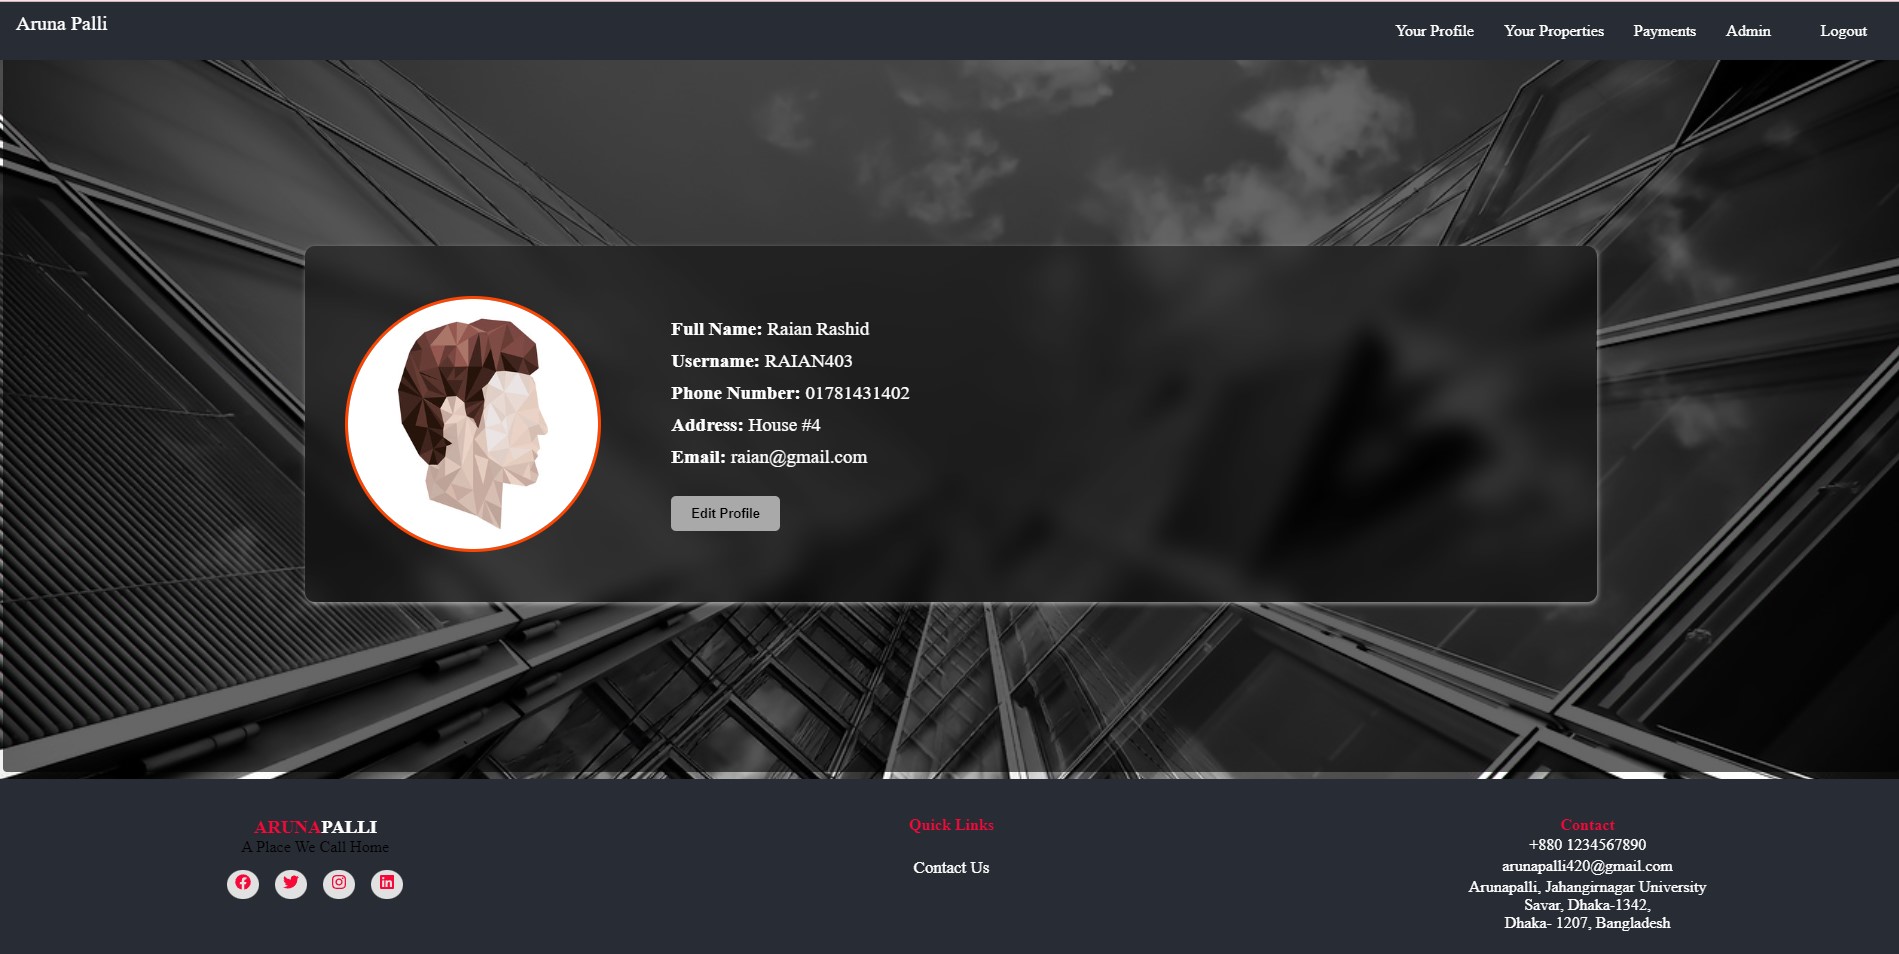 Aruna Palli
Your Profile
Your Properties
Payments
Admin
Logout
Full Name: Raian Rashid
Username: RAIAN403
Phone Number: 01781431402
Address: House #4
Email: raian@gmail.com
Edit Profile
ARUNAPALLI
A Place We Call Home
Quick Links
Contact Us
Contact
+880 1234567890
arunapalli420@gmail.com
Arunapalli, Jahangirnagar University
Savar, Dhaka-1342,
Dhaka- 1207, Bangladesh